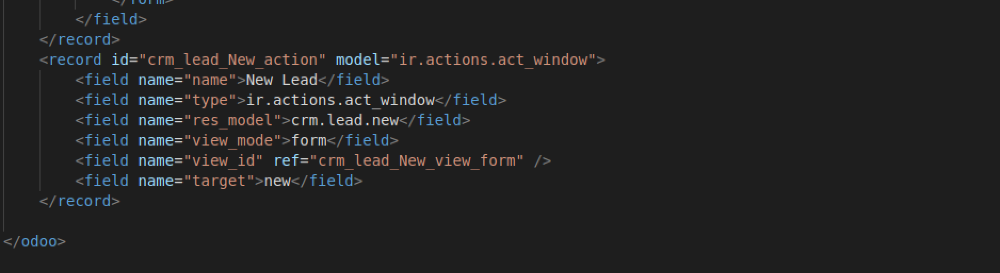 </form>
</field>
</record>
<record id="crm_lead_New_action" model="ir.actions.act_window">
<field name="name">New Lead</field>
<field name="type">ir.actions.act_window</field>
<field name="res_model">crm.lead.new</field>
<field name="view_mode">form</field>
<field name="view_id" ref="crm_lead_New_view_form" />
<field name="target">new</field>
</record>
</odoo>